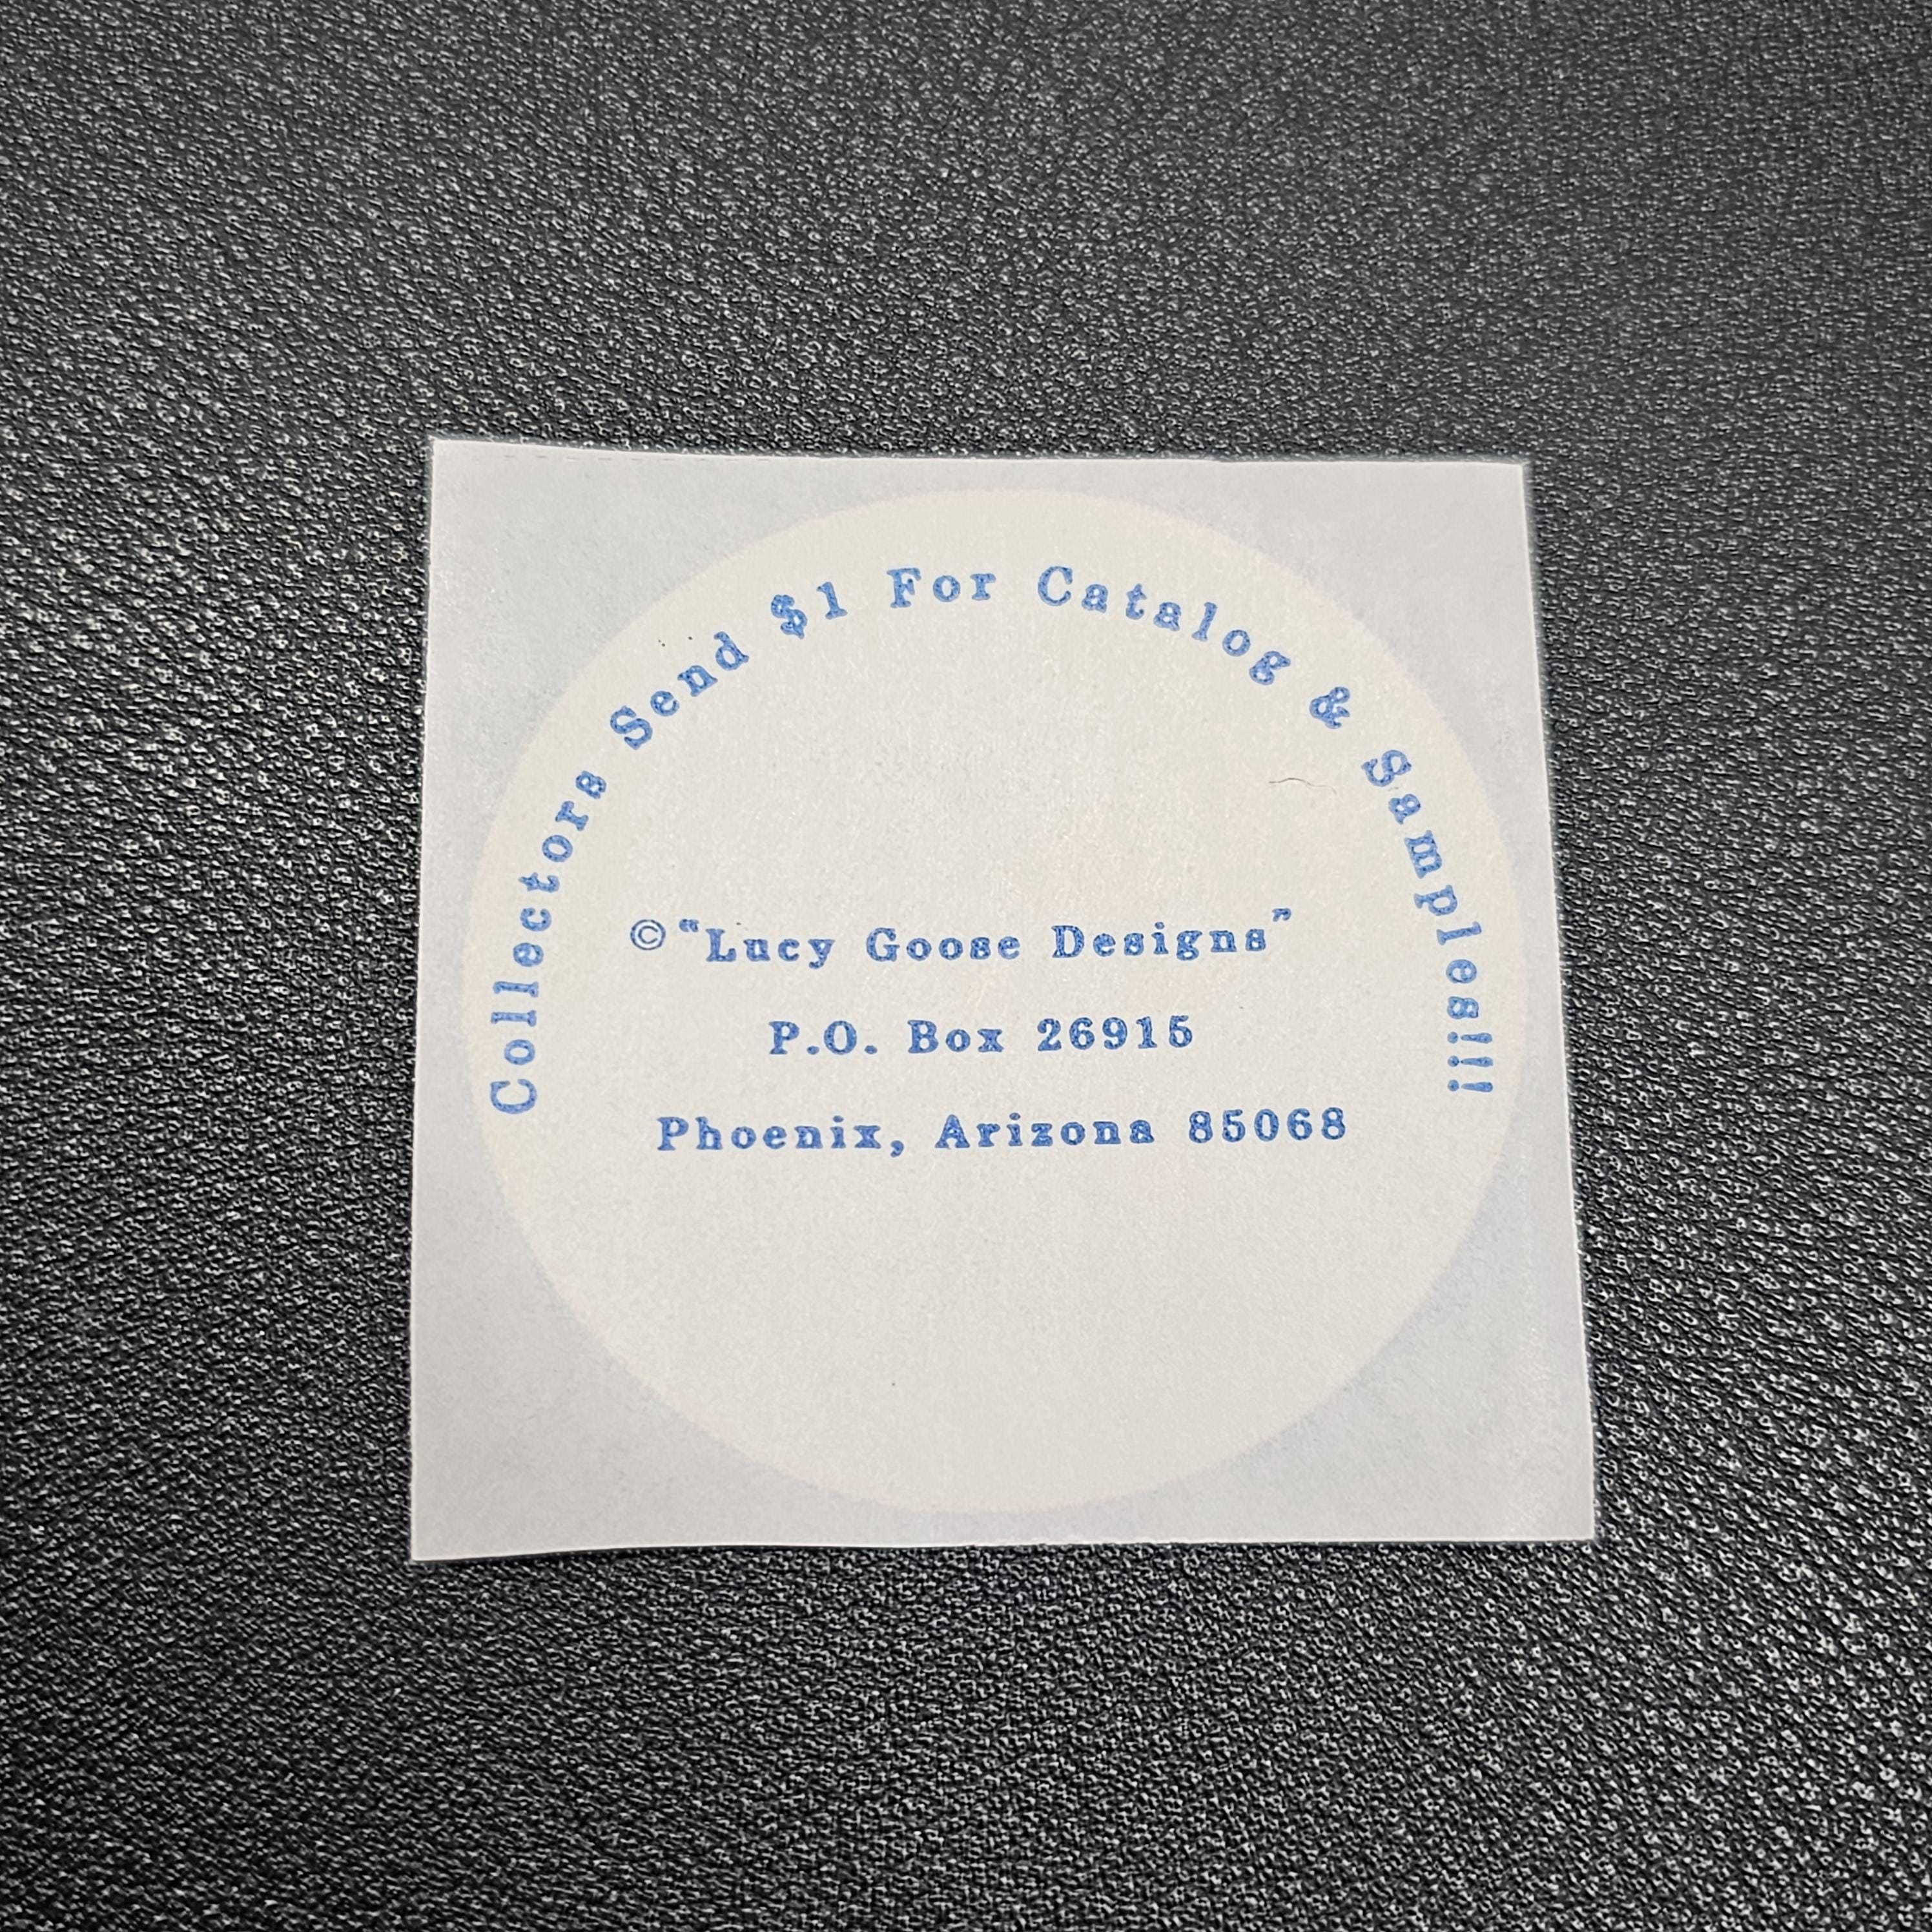 Collectors Send $1 For Catalog & Samples!!!
©“Lucy Goose Designs”
P.O. Box 26915
Phoenix, Arizona 85068